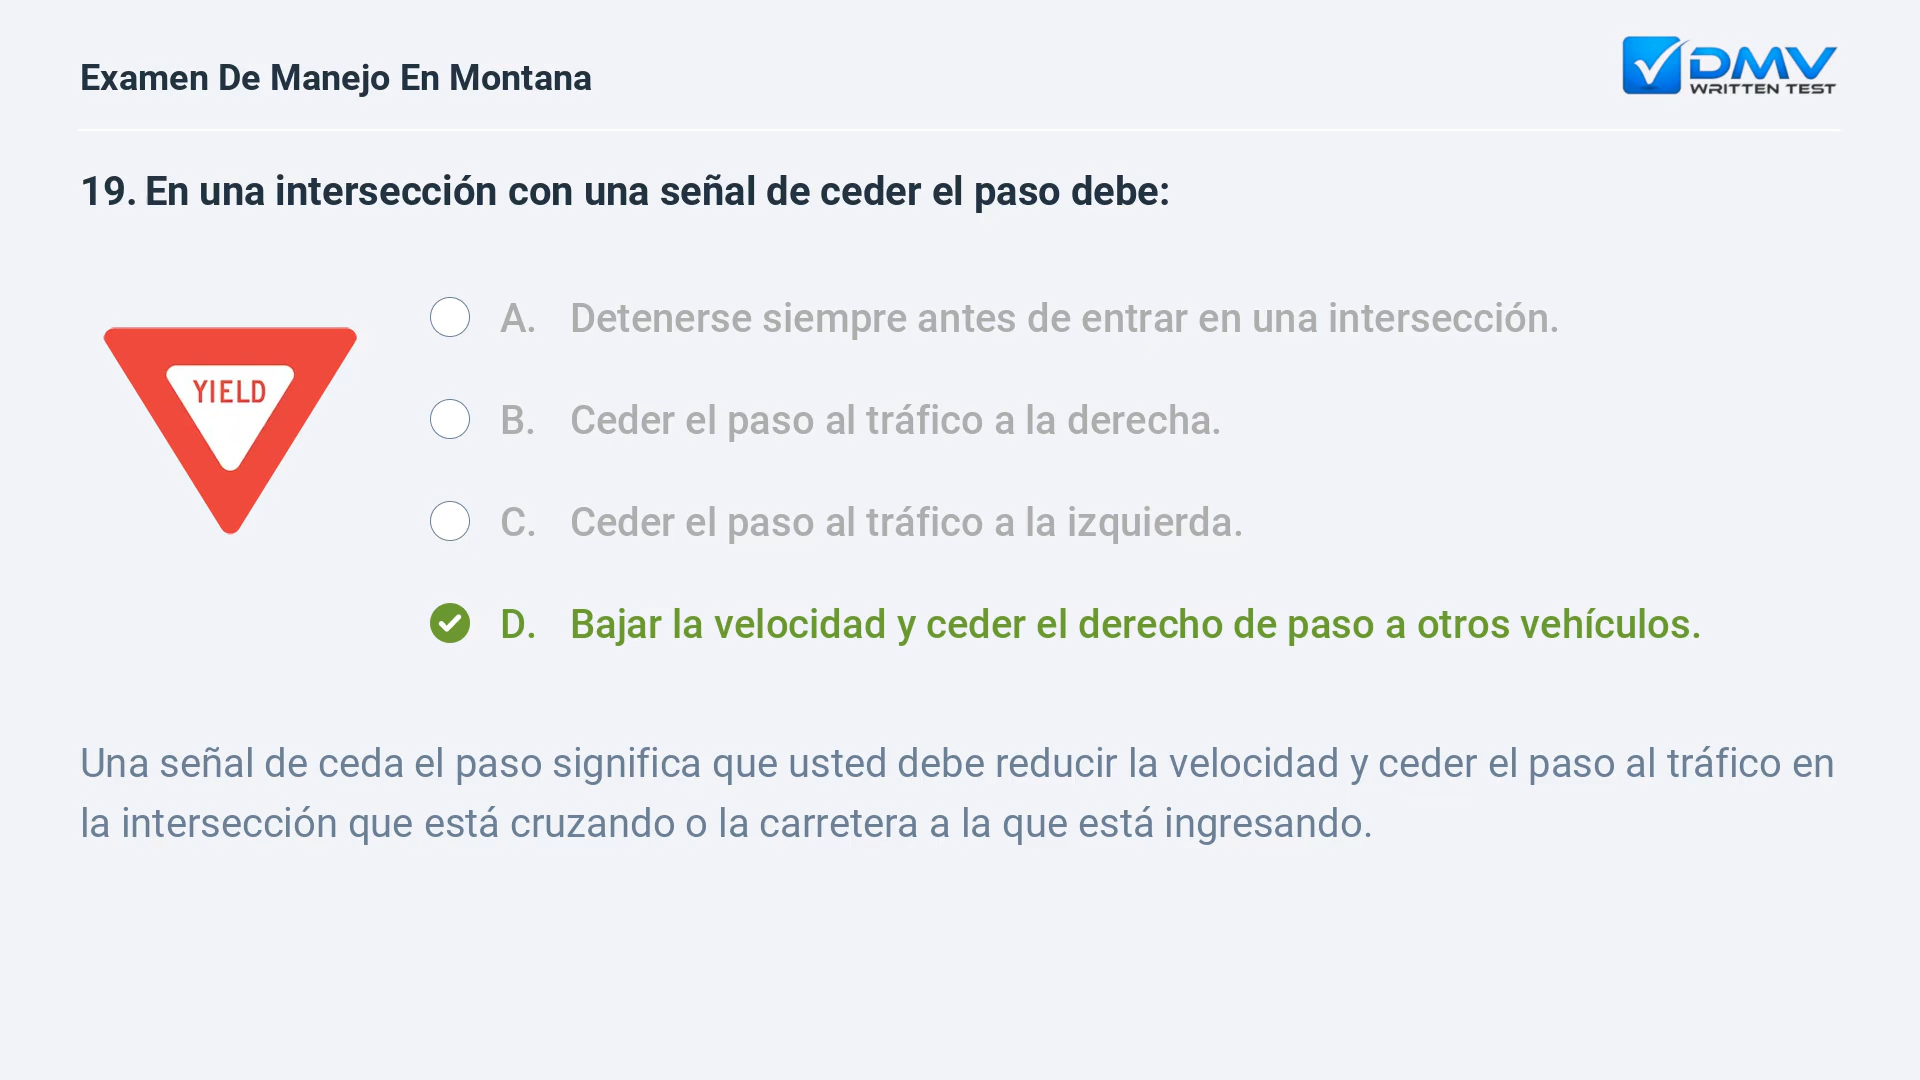 Examen De Manejo En Montana
DMV
WRITTEN TEST
19. En una intersección con una señal de ceder el paso debe:
YIELD
A. Detenerse siempre antes de entrar en una intersección.
B. Ceder el paso al tráfico a la derecha.
C. Ceder el paso al tráfico a la izquierda.
D. Bajar la velocidad y ceder el derecho de paso a otros vehículos.
Una señal de ceda el paso significa que usted debe reducir la velocidad y ceder el paso al tráfico en
la intersección que está cruzando o la carretera a la que está ingresando.